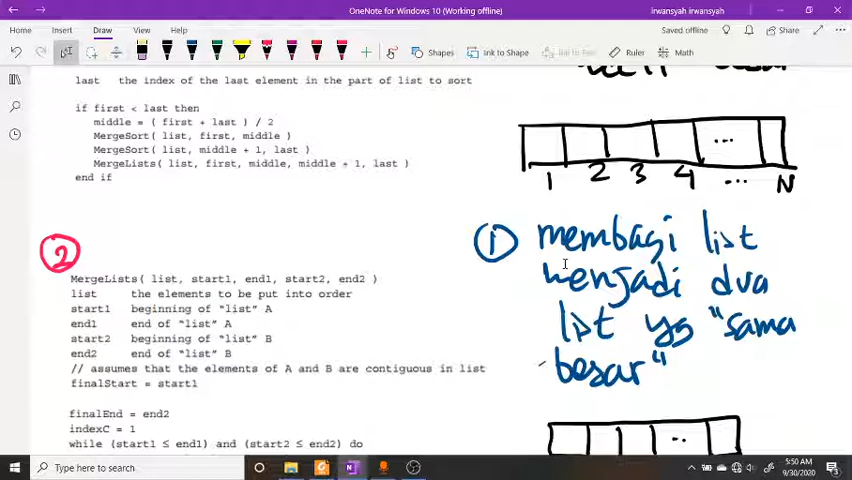 OneNote for Windows 10 (Working offline)
irwansyah irwansyah
Home Insert Draw View Help
Saved offline
Shapes Ink to Shape Ink to Text Ruler Math
last the index of the last element in the part of list to sort
if first < last then
middle = ( first + last ) / 2
MergeSort( list, first, middle )
MergeSort( list, middle + 1, last )
MergeLists( list, first, middle, middle + 1, last )
end if
2
MergeLists( list, start1, end1, start2, end2 )
list the elements to be put into order
start1 beginning of "list" A
end1 end of "list" A
start2 beginning of "list" B
end2 end of "list" B
// assumes that the elements of A and B are contiguous in list
finalStart = start1
finalEnd = end2
indexC = 1
while (start1 ≤ end1) and (start2 ≤ end2) do
...
1 2 3 4 ... N
1 membagi list
menjadi dua
list yg "sama
besar"
..
Type here to search
5:50 AM
9/30/2020